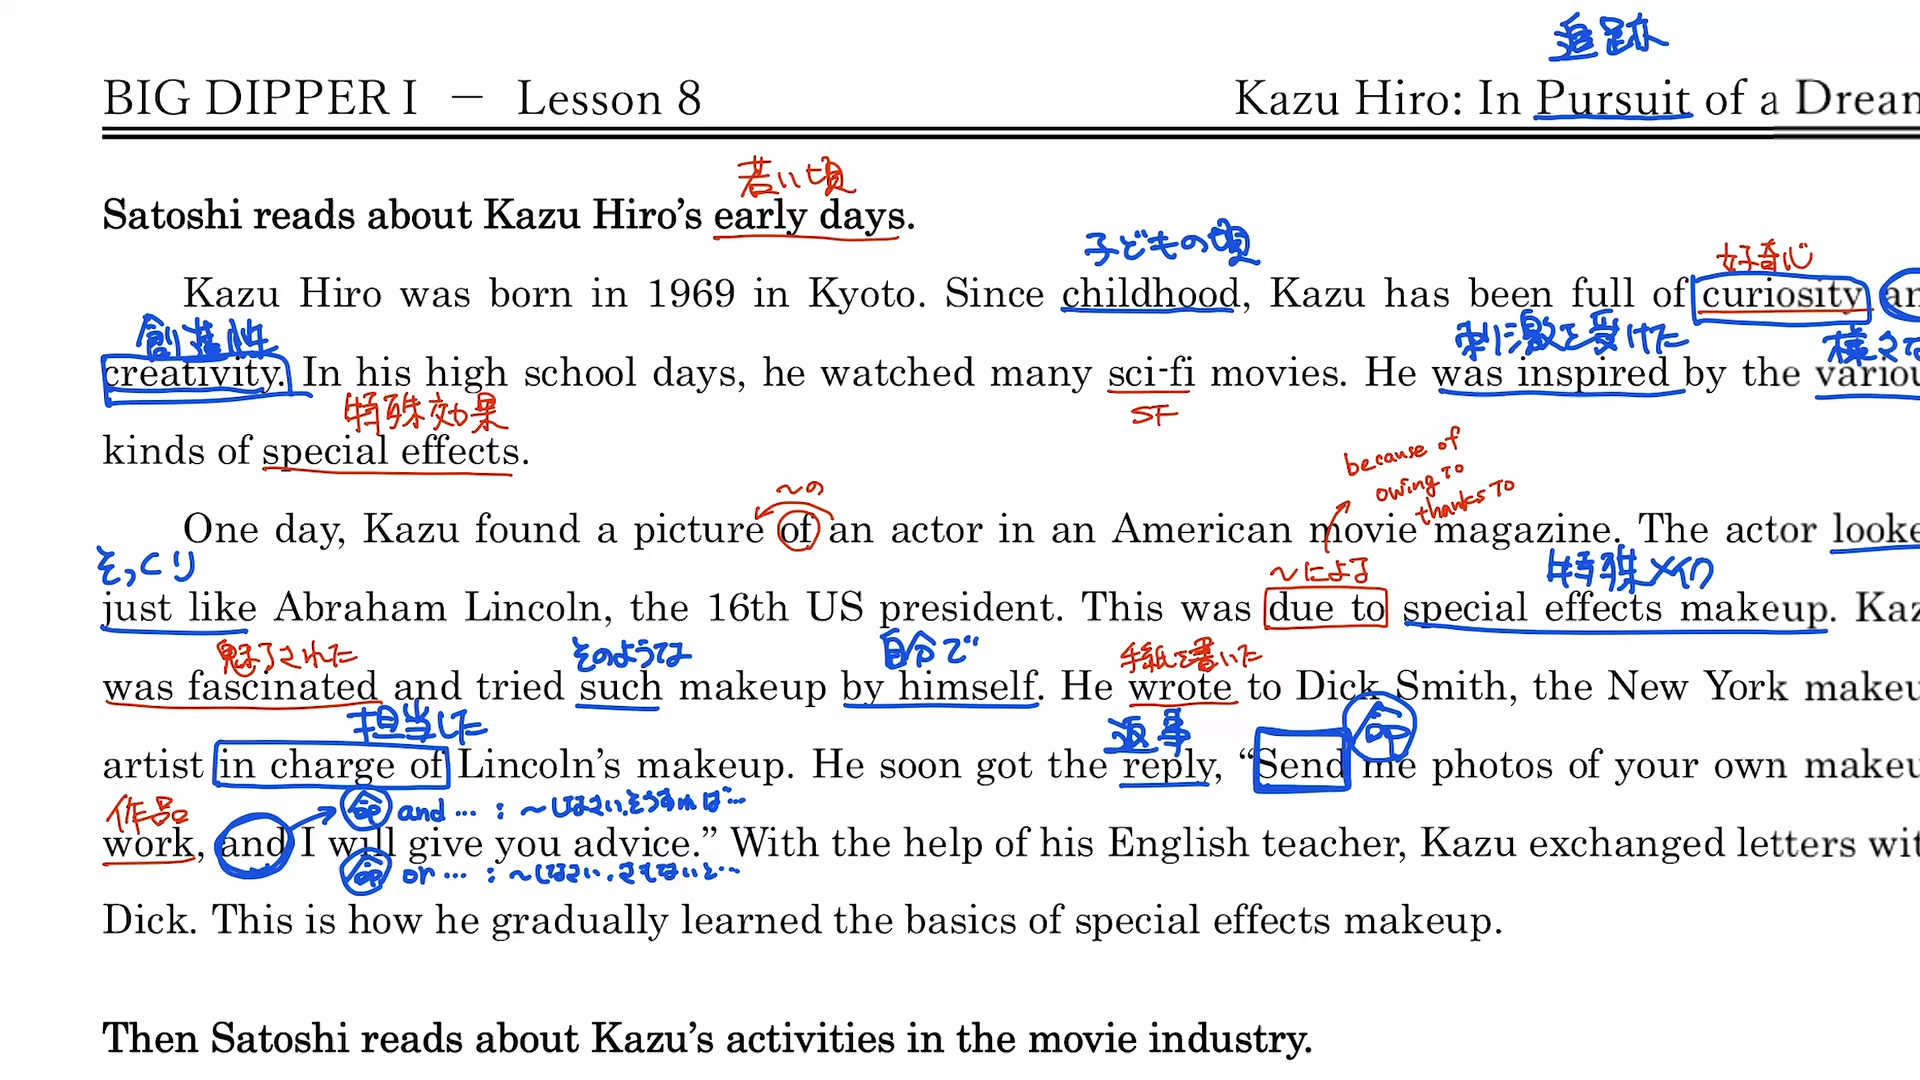 追跡
BIG DIPPER I － Lesson 8 Kazu Hiro: In Pursuit of a Dream
若い頃
Satoshi reads about Kazu Hiro’s early days.
子どもの頃 好奇心
Kazu Hiro was born in 1969 in Kyoto. Since childhood, Kazu has been full of curiosity an
創造性 刺激を受けた 様々な
creativity. In his high school days, he watched many sci-fi movies. He was inspired by the variou
特殊効果 SF
kinds of special effects.
because of
owing to
thanks to
〜の
One day, Kazu found a picture of an actor in an American movie magazine. The actor looke
そっくり 〜による 特殊メイク
just like Abraham Lincoln, the 16th US president. This was due to special effects makeup. Kaz
魅了された そのような 自分で 手紙を書いた
was fascinated and tried such makeup by himself. He wrote to Dick Smith, the New York makeu
担当した 返事 命
artist in charge of Lincoln’s makeup. He soon got the reply, “Send me photos of your own makeu
作品 命 and … : 〜しなさい,そうすれば…
work, and I will give you advice.” With the help of his English teacher, Kazu exchanged letters wit
命 or … : 〜しなさい,さもないと…
Dick. This is how he gradually learned the basics of special effects makeup.
Then Satoshi reads about Kazu’s activities in the movie industry.